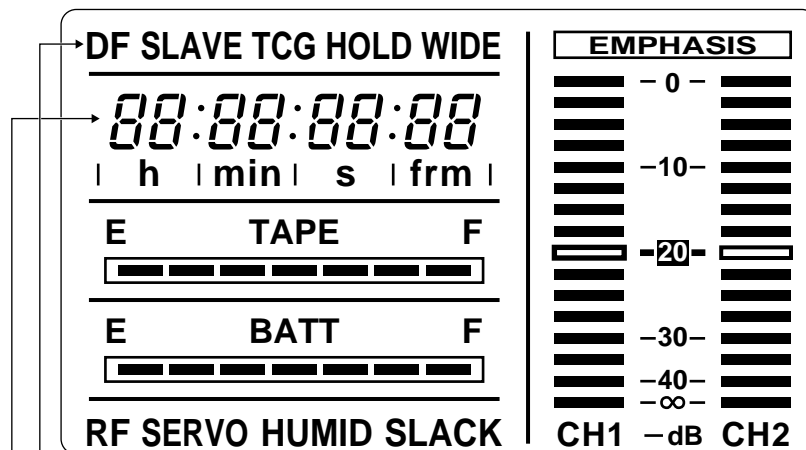 DF SLAVE TCG HOLD WIDE
88:88:88:88
h min s frm
E TAPE F
E BATT F
RF SERVO HUMID SLACK
EMPHASIS
0
-10-
-20-
-30-
-40-
-∞-
CH1 -dB CH2